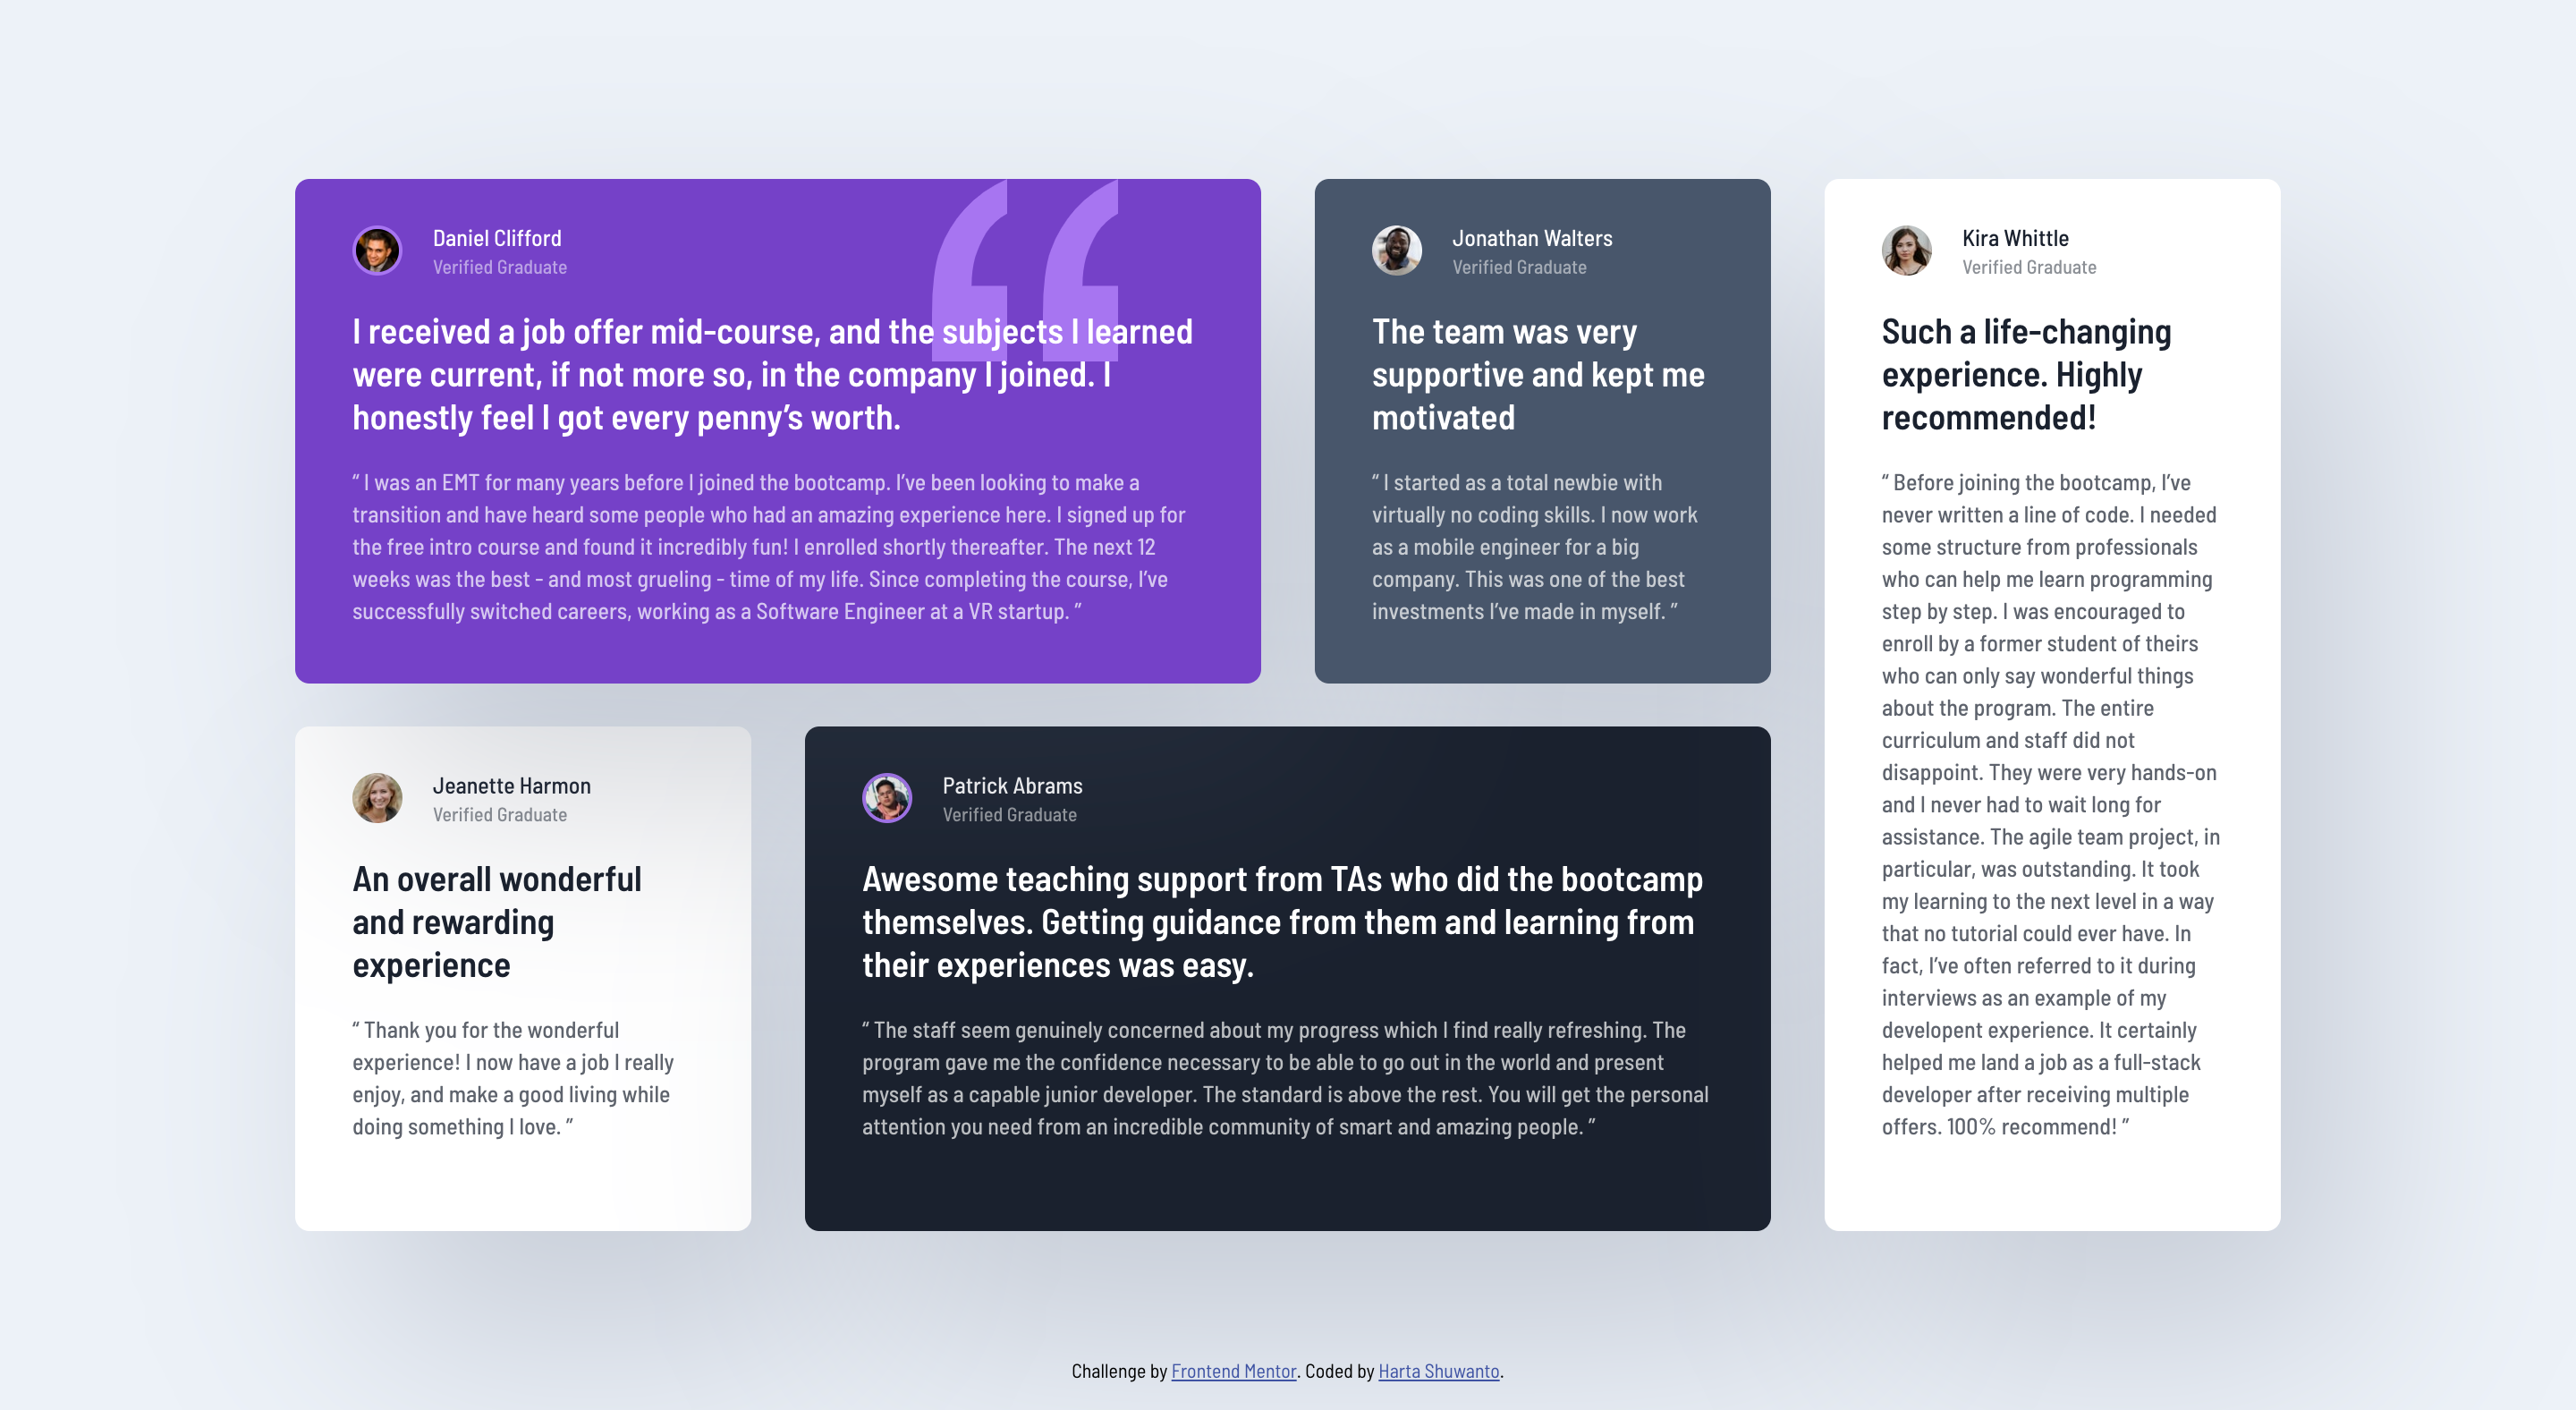 Daniel Clifford
Verified Graduate
I received a job offer mid-course, and the subjects I learned
were current, if not more so, in the company I joined. I
honestly feel I got every penny’s worth.
“ I was an EMT for many years before I joined the bootcamp. I’ve been looking to make a
transition and have heard some people who had an amazing experience here. I signed up for
the free intro course and found it incredibly fun! I enrolled shortly thereafter. The next 12
weeks was the best - and most grueling - time of my life. Since completing the course, I’ve
successfully switched careers, working as a Software Engineer at a VR startup. ”
Jonathan Walters
Verified Graduate
The team was very
supportive and kept me
motivated
“ I started as a total newbie with
virtually no coding skills. I now work
as a mobile engineer for a big
company. This was one of the best
investments I’ve made in myself. ”
Kira Whittle
Verified Graduate
Such a life-changing
experience. Highly
recommended!
“ Before joining the bootcamp, I’ve
never written a line of code. I needed
some structure from professionals
who can help me learn programming
step by step. I was encouraged to
enroll by a former student of theirs
who can only say wonderful things
about the program. The entire
curriculum and staff did not
disappoint. They were very hands-on
and I never had to wait long for
assistance. The agile team project, in
particular, was outstanding. It took
my learning to the next level in a way
that no tutorial could ever have. In
fact, I’ve often referred to it during
interviews as an example of my
developent experience. It certainly
helped me land a job as a full-stack
developer after receiving multiple
offers. 100% recommend! ”
Jeanette Harmon
Verified Graduate
An overall wonderful
and rewarding
experience
“ Thank you for the wonderful
experience! I now have a job I really
enjoy, and make a good living while
doing something I love. ”
Patrick Abrams
Verified Graduate
Awesome teaching support from TAs who did the bootcamp
themselves. Getting guidance from them and learning from
their experiences was easy.
“ The staff seem genuinely concerned about my progress which I find really refreshing. The
program gave me the confidence necessary to be able to go out in the world and present
myself as a capable junior developer. The standard is above the rest. You will get the personal
attention you need from an incredible community of smart and amazing people. ”
Challenge by Frontend Mentor. Coded by Harta Shuwanto.